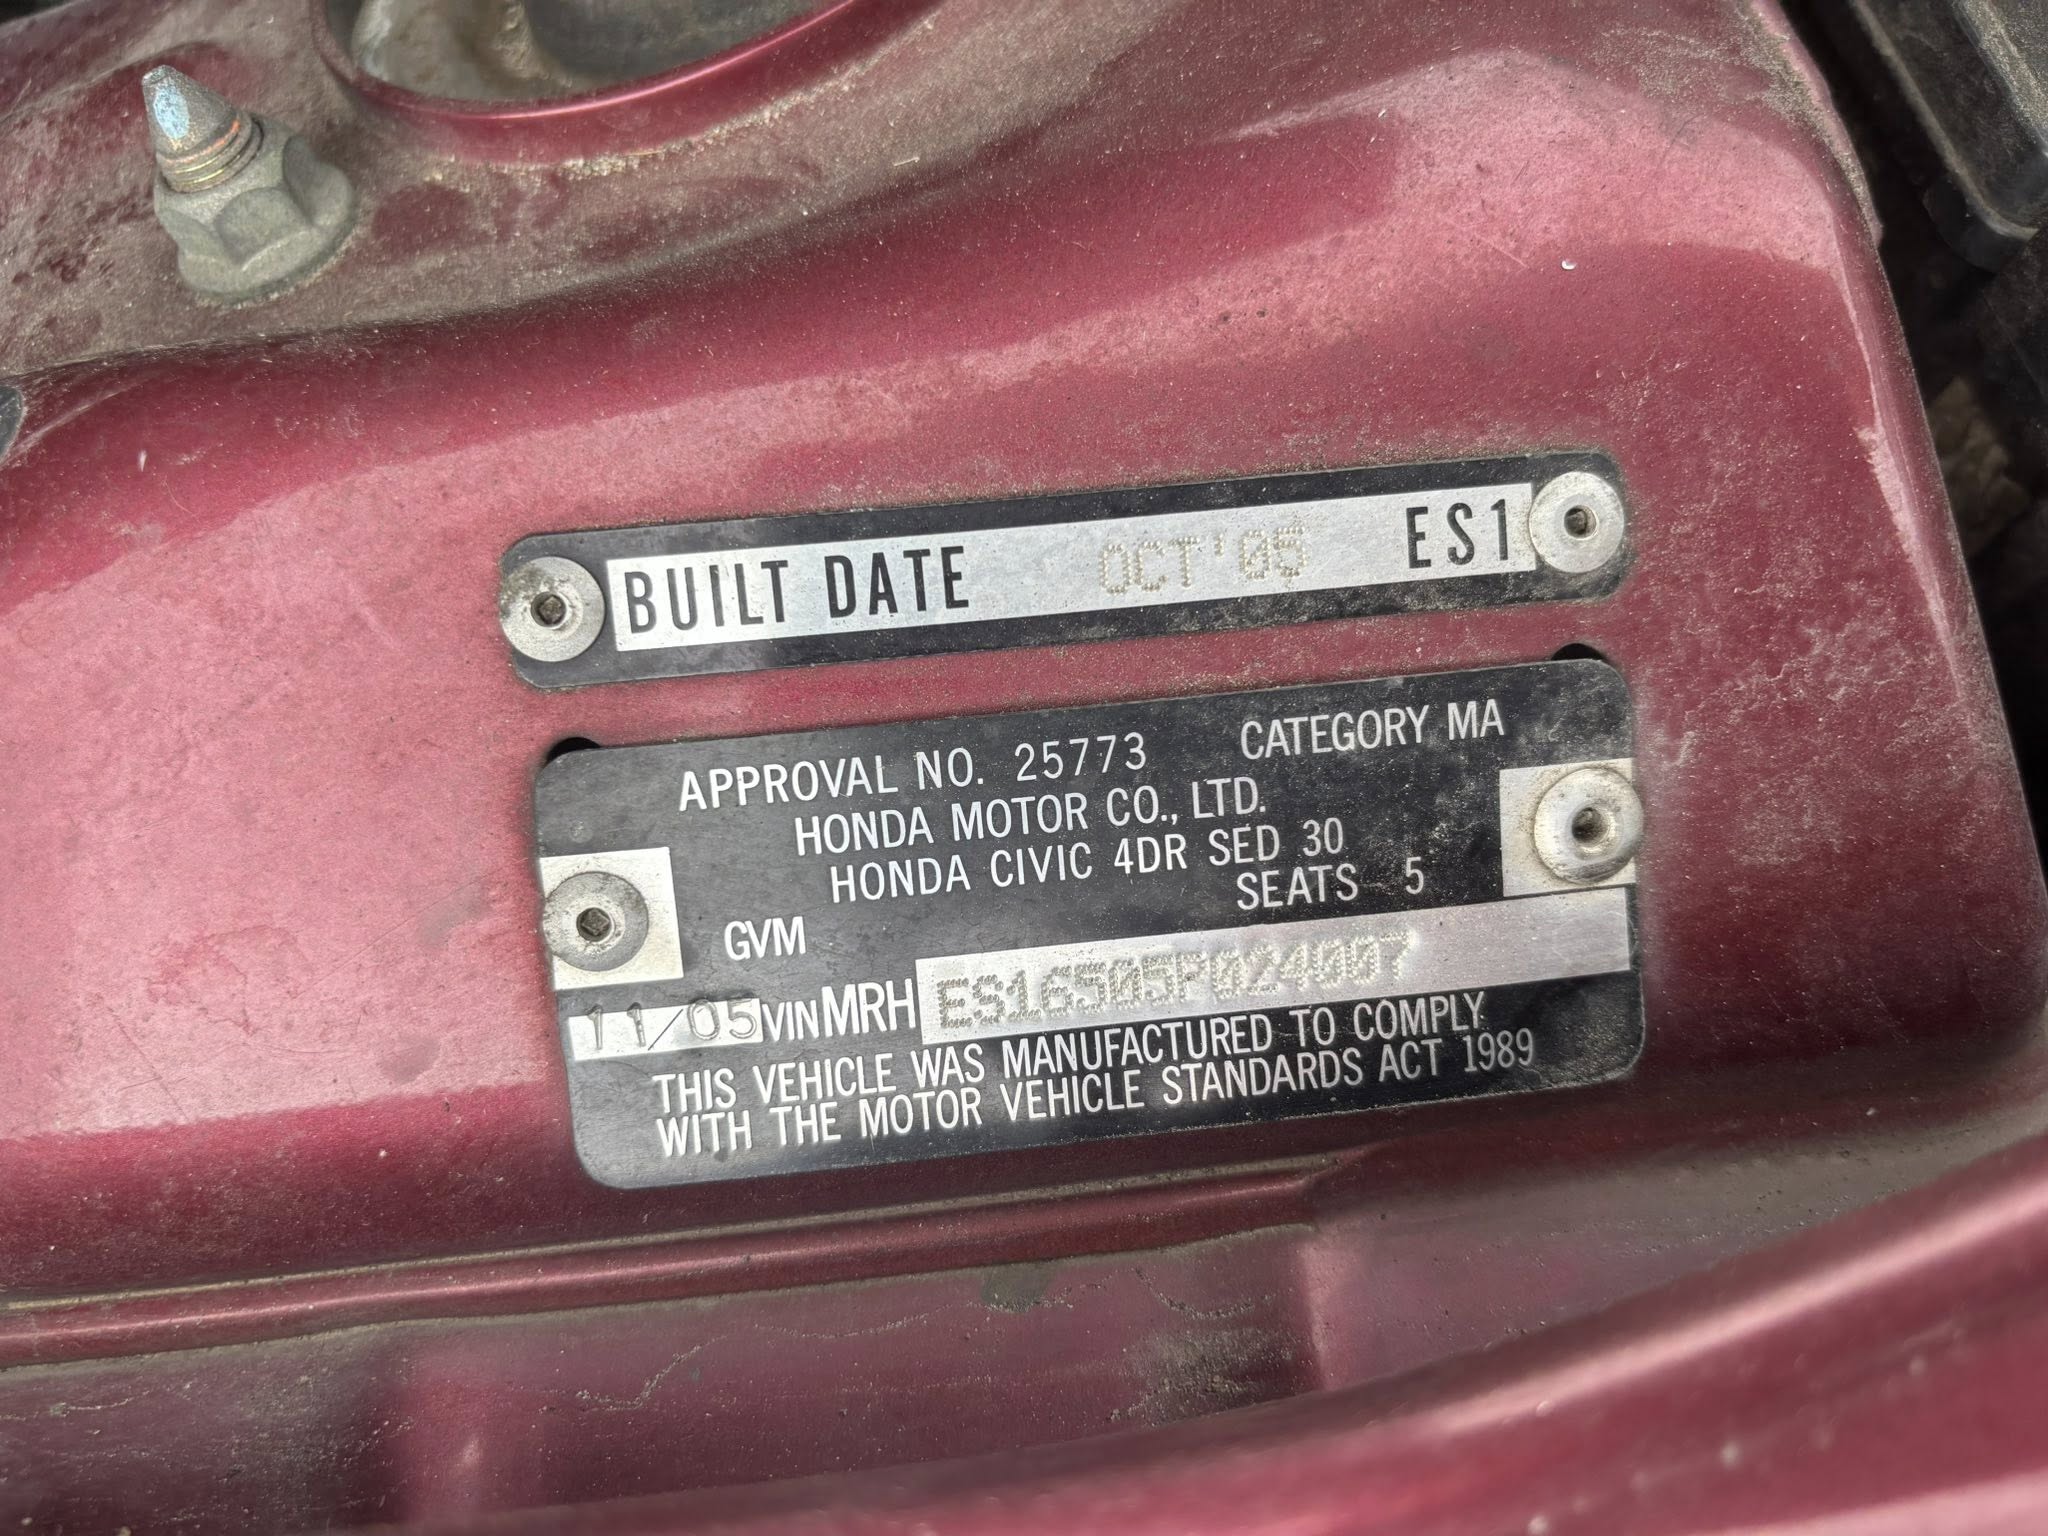 BUILT DATE OCT'05 ES1
APPROVAL NO. 25773 CATEGORY MA
HONDA MOTOR CO., LTD.
HONDA CIVIC 4DR SED 30
SEATS 5
GVM
11/05 VIN MRH ES16505P024007
THIS VEHICLE WAS MANUFACTURED TO COMPLY
WITH THE MOTOR VEHICLE STANDARDS ACT 1989